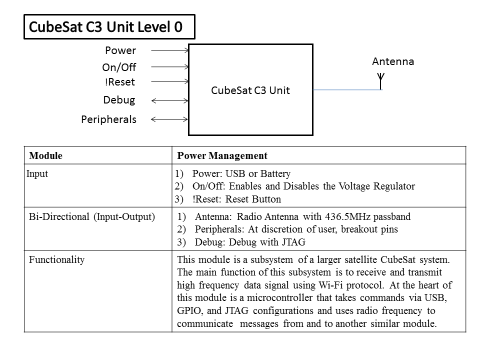 CubeSat C3 Unit Level 0
Power
On/Off
!Reset
Debug
Peripherals
CubeSat C3 Unit
Antenna
Module Power Management
Input 1) Power: USB or Battery
2) On/Off: Enables and Disables the Voltage Regulator
3) !Reset: Reset Button
Bi-Directional (Input-Output) 1) Antenna: Radio Antenna with 436.5MHz passband
2) Peripherals: At discretion of user, breakout pins
3) Debug: Debug with JTAG
Functionality This module is a subsystem of a larger satellite CubeSat system.
The main function of this subsystem is to receive and transmit
high frequency data signal using Wi-Fi protocol. At the heart of
this module is a microcontroller that takes commands via USB,
GPIO, and JTAG configurations and uses radio frequency to
communicate messages from and to another similar module.